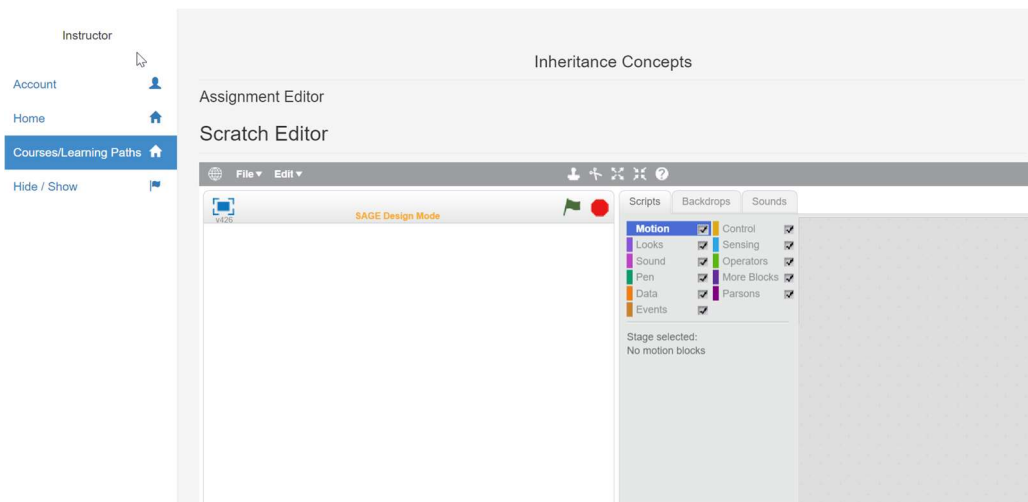 Instructor
Account
Home
Courses/Learning Paths
Hide / Show
Inheritance Concepts
Assignment Editor
Scratch Editor
File Edit
v426
SAGE Design Mode
Scripts Backdrops Sounds
Motion Control
Looks Sensing
Sound Operators
Pen More Blocks
Data Parsons
Events
Stage selected:
No motion blocks